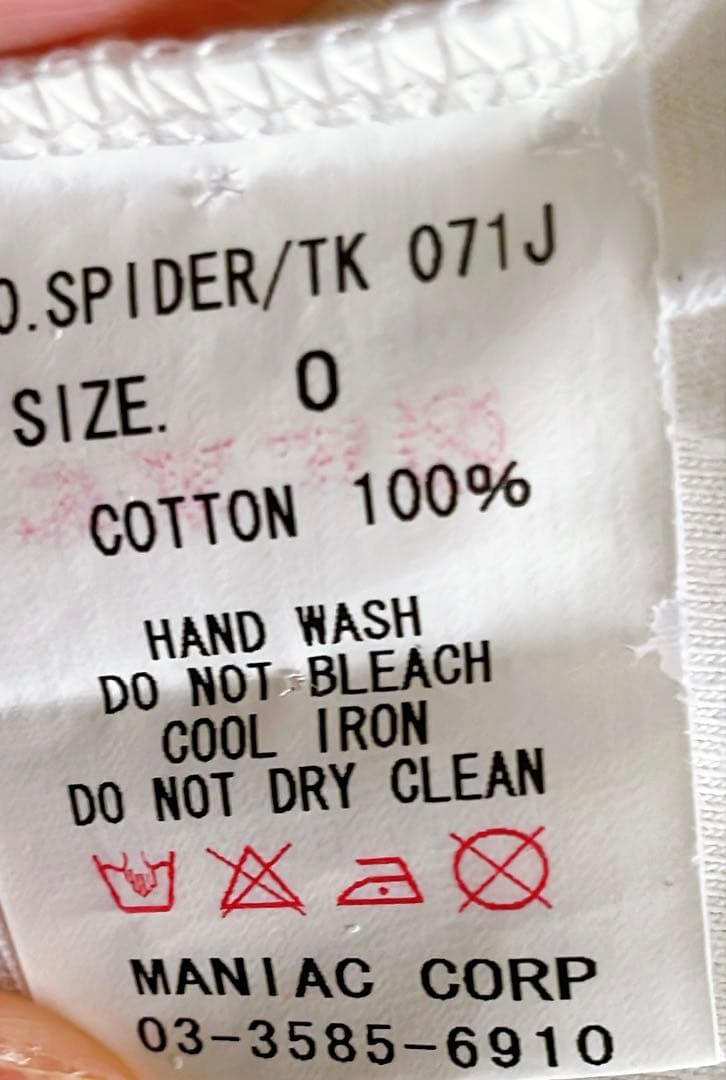 O.SPIDER/TK 071J
SIZE. 0
COTTON 100%
HAND WASH
DO NOT BLEACH
COOL IRON
DO NOT DRY CLEAN
MANIAC CORP
03-3585-6910